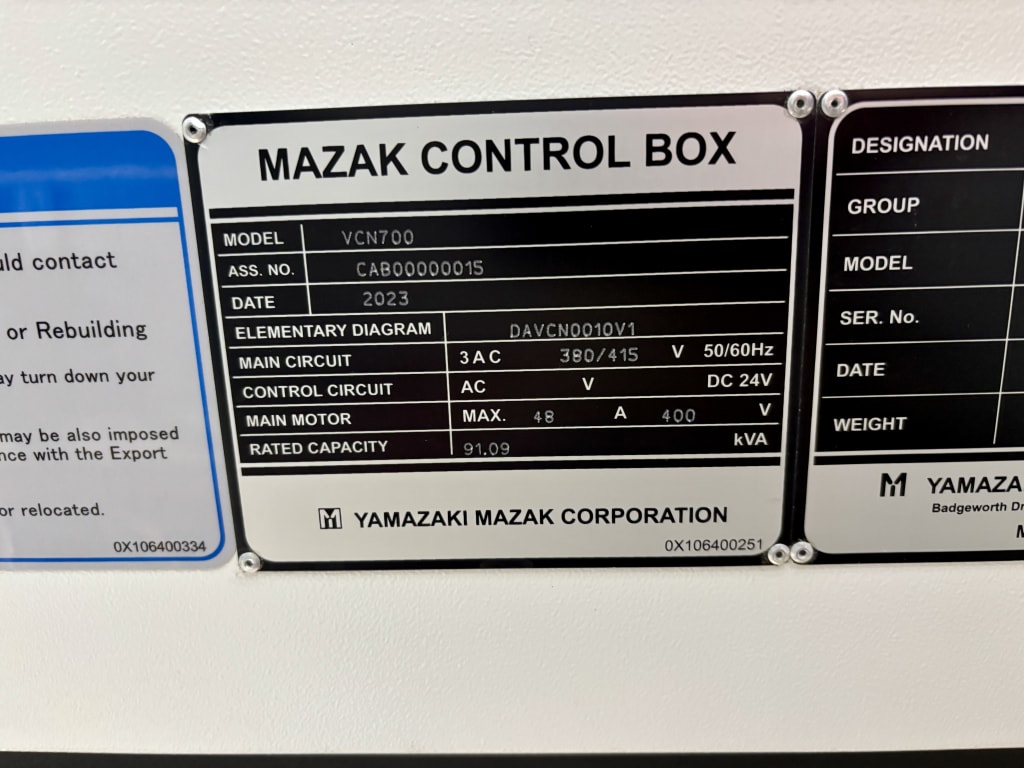 uld contact
or Rebuilding
ay turn down your
may be also imposed
nce with the Export
or relocated.
0X106400334
MAZAK CONTROL BOX
MODEL VCN700
ASS. NO. CAB00000015
DATE 2023
ELEMENTARY DIAGRAM DAVCN0010V1
MAIN CIRCUIT 3AC 380/415 V 50/60Hz
CONTROL CIRCUIT AC V DC 24V
MAIN MOTOR MAX. 48 A 400 V
RATED CAPACITY 91.09 kVA
YAMAZAKI MAZAK CORPORATION
0X106400251
DESIGNATION
GROUP
MODEL
SER. No.
DATE
WEIGHT
YAMAZA
Badgeworth Dr
M